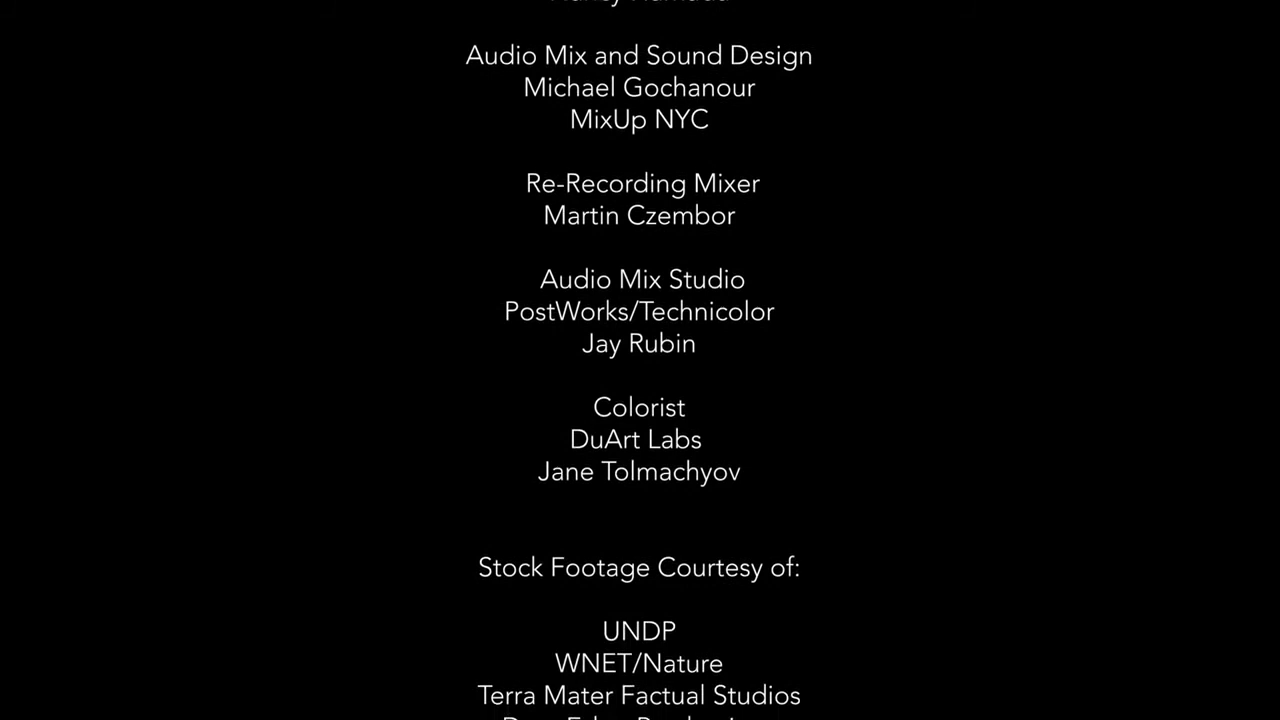 Audio Mix and Sound Design
Michael Gochanour
MixUp NYC
Re-Recording Mixer
Martin Czembor
Audio Mix Studio
PostWorks/Technicolor
Jay Rubin
Colorist
DuArt Labs
Jane Tolmachyov
Stock Footage Courtesy of:
UNDP
WNET/Nature
Terra Mater Factual Studios